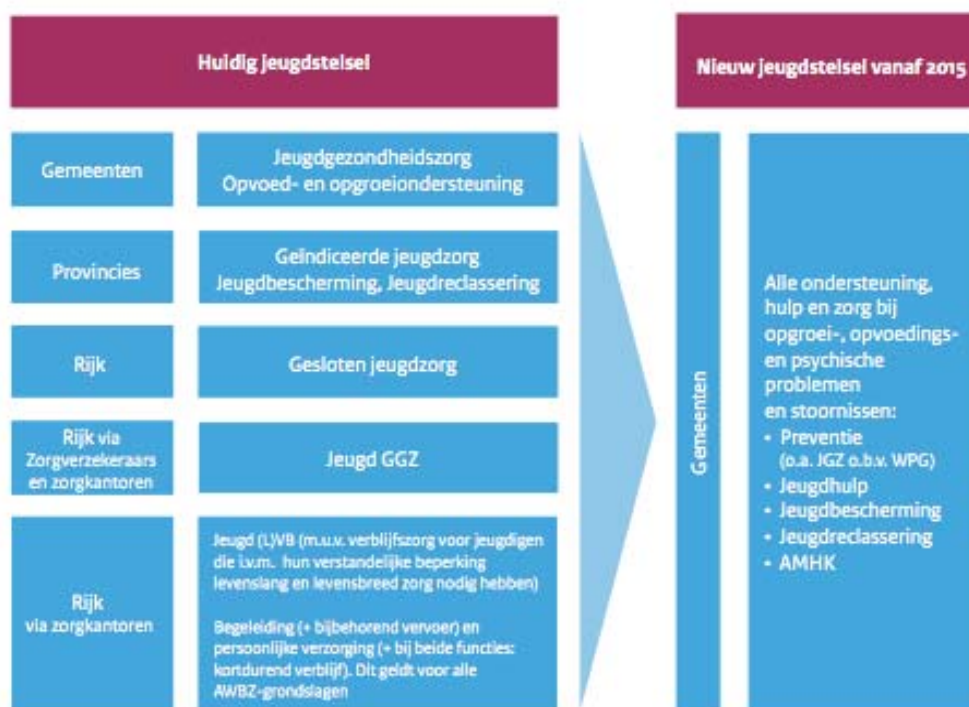 Huidig jeugdstelsel
Nieuw jeugdstelsel vanaf 2015
Gemeenten
Jeugdgezondheidszorg
Opvoed- en opgroeiondersteuning
Provincies
Geïndiceerde jeugdzorg
Jeugdbescherming, Jeugdreclassering
Rijk
Gesloten jeugdzorg
Rijk via
Zorgverzekeraars
en zorgkantoren
Jeugd GGZ
Rijk
via zorgkantoren
Jeugd (L)VB (m.u.v. verblijfszorg voor jeugdigen
die i.v.m. hun verstandelijke beperking
levenslang en levensbreed zorg nodig hebben)
Begeleiding (+ bijbehorend vervoer) en
persoonlijke verzorging (+ bij beide functies:
kortdurend verblijf). Dit geldt voor alle
AWBZ-grondslagen
Gemeenten
Alle ondersteuning,
hulp en zorg bij
opgroei-, opvoedings-
en psychische
problemen
en stoornissen:
• Preventie
(o.a. JGZ o.b.v. WPG)
• Jeugdhulp
• Jeugdbescherming
• Jeugdreclassering
• AMHK